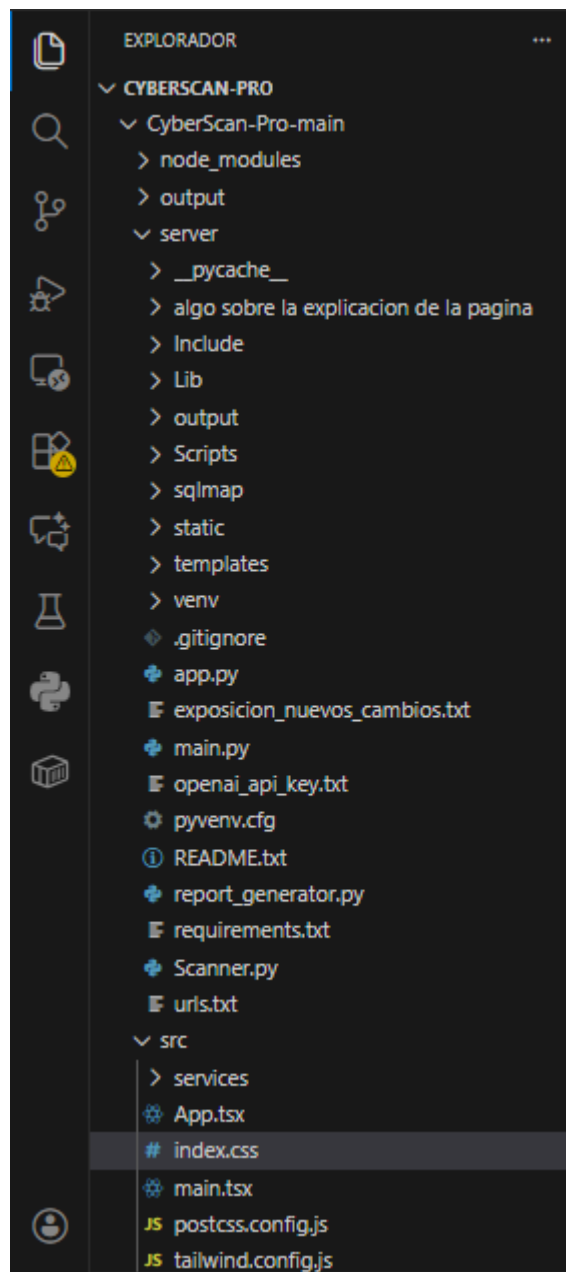 EXPLORADOR ...
CYBERSCAN-PRO
CyberScan-Pro-main
node_modules
output
server
__pycache__
algo sobre la explicacion de la pagina
Include
Lib
output
Scripts
sqlmap
static
templates
venv
.gitignore
app.py
exposicion_nuevos_cambios.txt
main.py
openai_api_key.txt
pyvenv.cfg
README.txt
report_generator.py
requirements.txt
Scanner.py
urls.txt
src
services
App.tsx
# index.css
main.tsx
JS postcss.config.js
JS tailwind.config.js